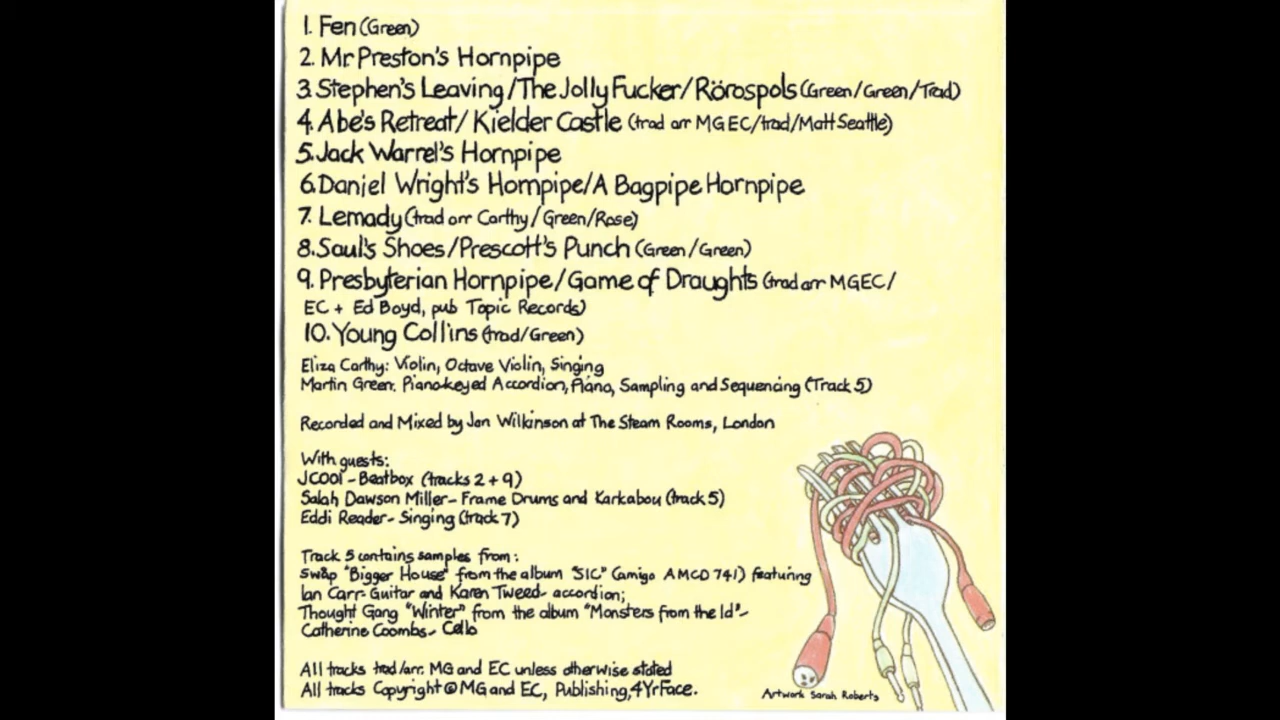 1. Fen (Green)
2. Mr Preston's Hornpipe
3. Stephen's Leaving/The Jolly Fucker/Rörospols (Green/Green/Trad)
4. Abe's Retreat/Kielder Castle (trad arr MGEC/trad/Matt Seattle)
5. Jack Warrel's Hornpipe
6. Daniel Wright's Hornpipe/A Bagpipe Hornpipe
7. Lemady (trad arr Carthy/Green/Rose)
8. Saul's Shoes/Prescott's Punch (Green/Green)
9. Presbyterian Hornpipe/Game of Draughts (trad arr MGEC/
EC + Ed Boyd, pub Topic Records)
10. Young Collins (trad/Green)
Eliza Carthy: Violin, Octave Violin, Singing
Martin Green: Piano-keyed Accordion, Piano, Sampling and Sequencing (Track 5)
Recorded and Mixed by Jon Wilkinson at The Steam Rooms, London
With guests:
JCOOL - Beatbox (tracks 2 + 9)
Salah Dawson Miller - Frame Drums and Karkabou (track 5)
Eddi Reader - Singing (track 7)
Track 5 contains samples from:
Swåp "Bigger House" from the album "SIC" (amigo AMCD 741) featuring
Ian Carr- Guitar and Karen Tweed- accordion;
Thought Gang "Winter" from the album "Monsters from the Id"-
Catherine Coombs- Cello
All tracks trad/arr. MG and EC unless otherwise stated
All tracks Copyright © MG and EC, Publishing, 4YrFace.
Artwork Sarah Roberts